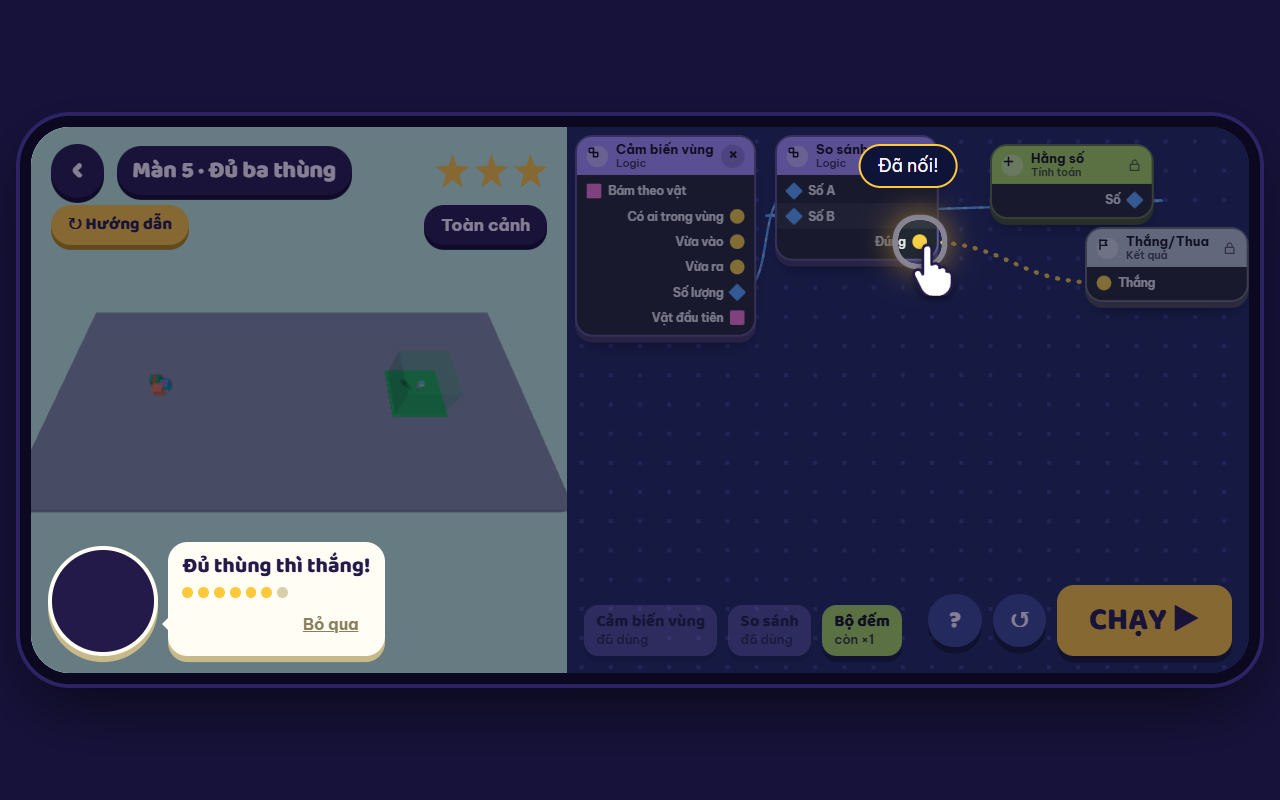 Màn 5 • Đủ ba thùng
↻ Hướng dẫn
Toàn cảnh
Đủ thùng thì thắng!
Bỏ qua
Cảm biến vùng
Logic
Bám theo vật
Có ai trong vùng
Vừa vào
Vừa ra
Số lượng
Vật đầu tiên
So sánh
Logic
Đã nối!
Số A
Số B
Đúng
Hằng số
Tính toán
Số
Thắng/Thua
Kết quả
Thắng
Cảm biến vùng
đã dùng
So sánh
đã dùng
Bộ đếm
còn ×1
?
↺
CHẠY